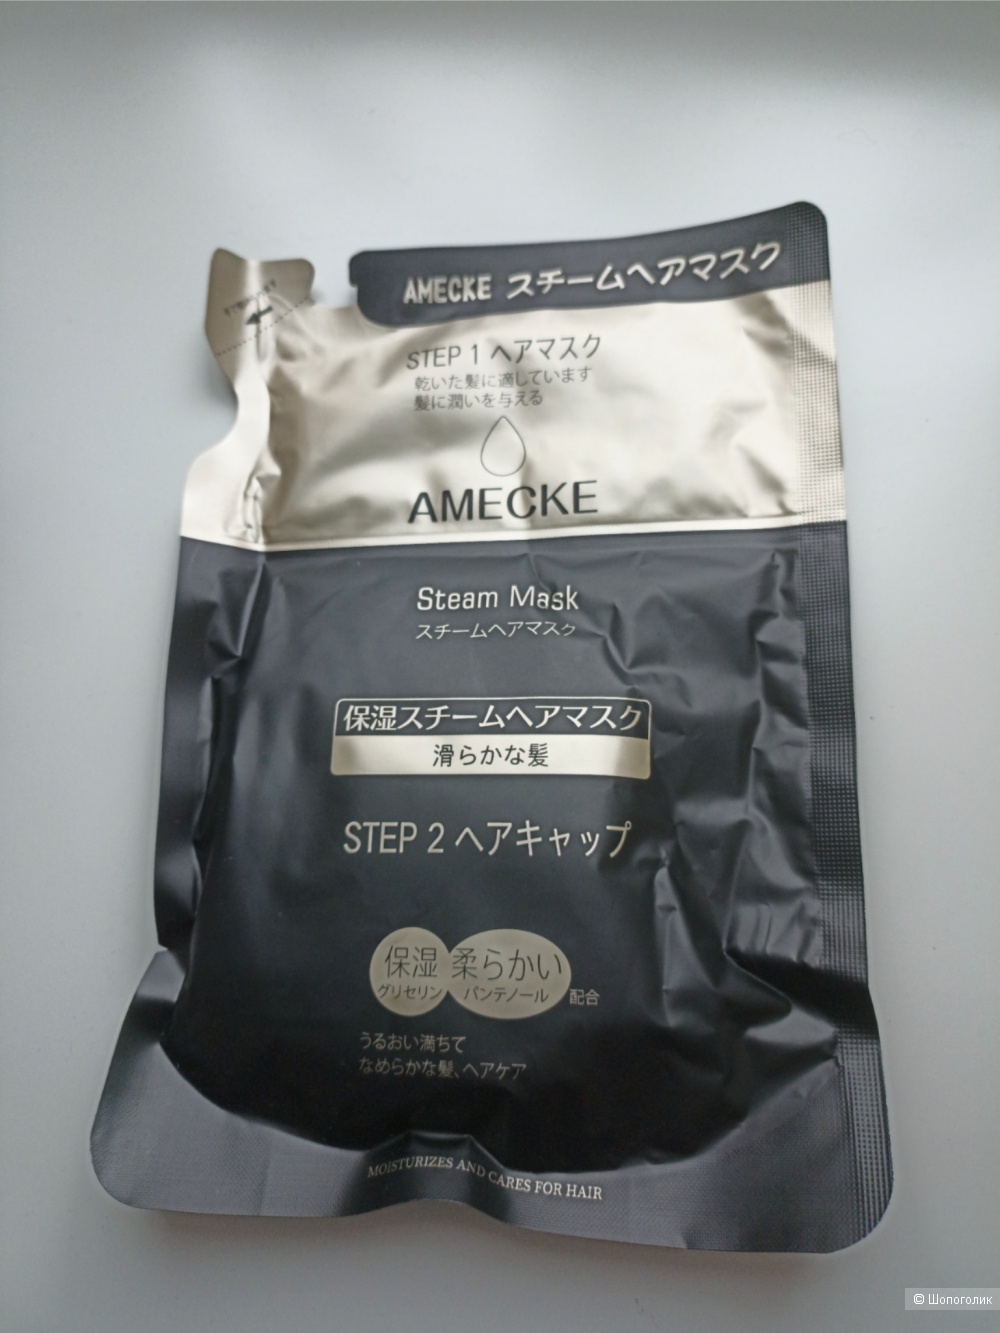 AMECKE スチームヘアマスク
STEP 1 ヘアマスク
乾いた髪に適しています
髪に潤いを与える
AMECKE
Steam Mask
スチームヘアマスク
保湿スチームヘアマスク
滑らかな髪
STEP 2 ヘアキャップ
保湿 柔らかい
グリセリン パンテノール 配合
うるおい満ちて
なめらかな髪、ヘアケア
MOISTURIZES AND CARES FOR HAIR
© Шопоголик